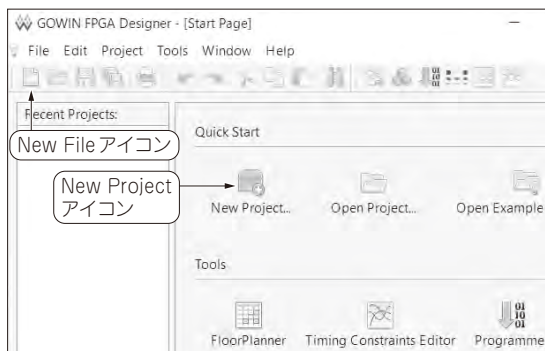 GOWIN FPGA Designer - [Start Page]
File Edit Project Tools Window Help
Recent Projects:
New Fileアイコン
Quick Start
New Project
アイコン
New Project... Open Project... Open Example
Tools
FloorPlanner Timing Constraints Editor Programme